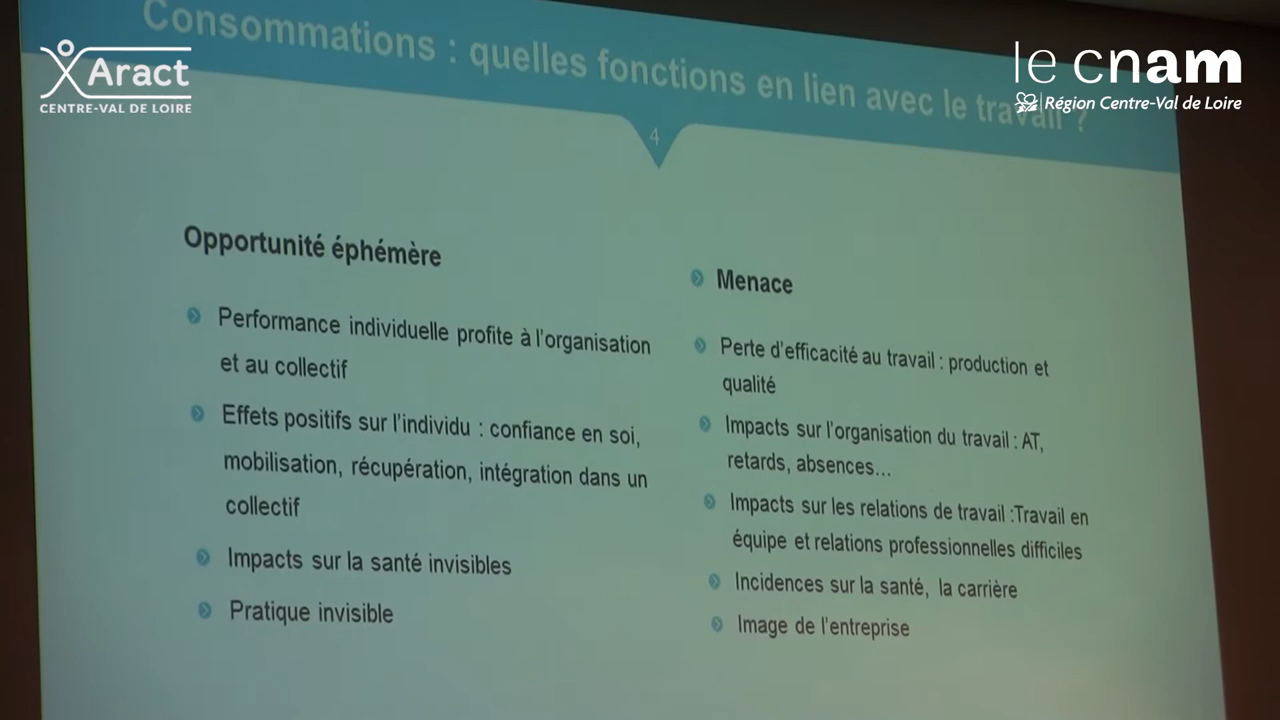 Consommations : quelles fonctions en lien avec le travail ?
Aract
CENTRE-VAL DE LOIRE
le cnam
Région Centre-Val de Loire
4
Opportunité éphémère
Performance individuelle profite à l'organisation
et au collectif
Effets positifs sur l'individu : confiance en soi,
mobilisation, récupération, intégration dans un
collectif
Impacts sur la santé invisibles
Pratique invisible
Menace
Perte d'efficacité au travail : production et
qualité
Impacts sur l'organisation du travail : AT,
retards, absences...
Impacts sur les relations de travail :Travail en
équipe et relations professionnelles difficiles
Incidences sur la santé, la carrière
Image de l'entreprise